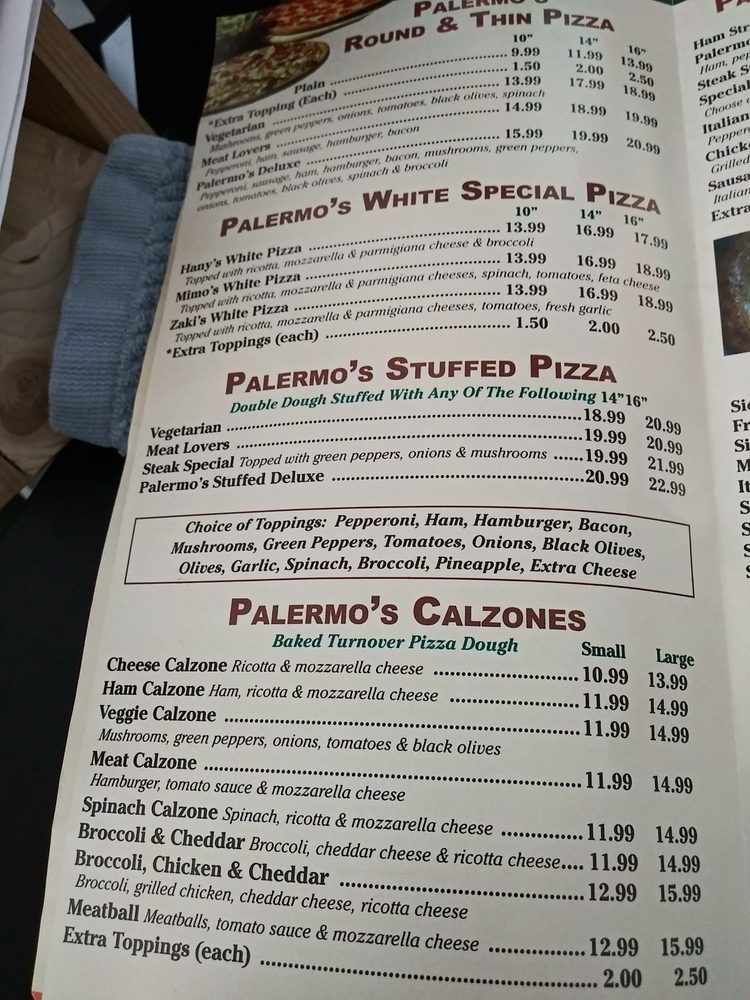 PALERMO'S
ROUND & THIN PIZZA
10" 14" 16"
Plain 9.99 11.99 13.99
*Extra Topping (Each) 1.50 2.00 2.50
Vegetarian 13.99 17.99 18.99
Mushrooms, green peppers, onions, tomatoes, black olives, spinach
Meat Lovers 14.99 18.99 19.99
Pepperoni, ham, sausage, hamburger, bacon
Palermo's Deluxe 15.99 19.99 20.99
Pepperoni, sausage, ham, hamburger, bacon, mushrooms, green peppers,
onions, tomatoes, black olives, spinach & broccoli
PALERMO'S WHITE SPECIAL PIZZA
10" 14" 16"
Hany's White Pizza 13.99 16.99 17.99
Topped with ricotta, mozzarella & parmigiana cheese & broccoli
Mimo's White Pizza 13.99 16.99 18.99
Topped with ricotta, mozzarella & parmigiana cheeses, spinach, tomatoes, feta cheese
Zaki's White Pizza 13.99 16.99 18.99
Topped with ricotta, mozzarella & parmigiana cheeses, tomatoes, fresh garlic
*Extra Toppings (each) 1.50 2.00 2.50
PALERMO'S STUFFED PIZZA
Double Dough Stuffed With Any Of The Following 14" 16"
Vegetarian 18.99 20.99
Meat Lovers 19.99 20.99
Steak Special Topped with green peppers, onions & mushrooms 19.99 21.99
Palermo's Stuffed Deluxe 20.99 22.99
Choice of Toppings: Pepperoni, Ham, Hamburger, Bacon,
Mushrooms, Green Peppers, Tomatoes, Onions, Black Olives,
Olives, Garlic, Spinach, Broccoli, Pineapple, Extra Cheese
PALERMO'S CALZONES
Baked Turnover Pizza Dough Small Large
Cheese Calzone Ricotta & mozzarella cheese 10.99 13.99
Ham Calzone Ham, ricotta & mozzarella cheese 11.99 14.99
Veggie Calzone 11.99 14.99
Mushrooms, green peppers, onions, tomatoes & black olives
Meat Calzone 11.99 14.99
Hamburger, tomato sauce & mozzarella cheese
Spinach Calzone Spinach, ricotta & mozzarella cheese 11.99 14.99
Broccoli & Cheddar Broccoli, cheddar cheese & ricotta cheese 11.99 14.99
Broccoli, Chicken & Cheddar 12.99 15.99
Broccoli, grilled chicken, cheddar cheese, ricotta cheese
Meatball Meatballs, tomato sauce & mozzarella cheese 12.99 15.99
Extra Toppings (each) 2.00 2.50
Ham
Ham,
Steak
Special
Choose
Italian
Grilled
Italian
Extra